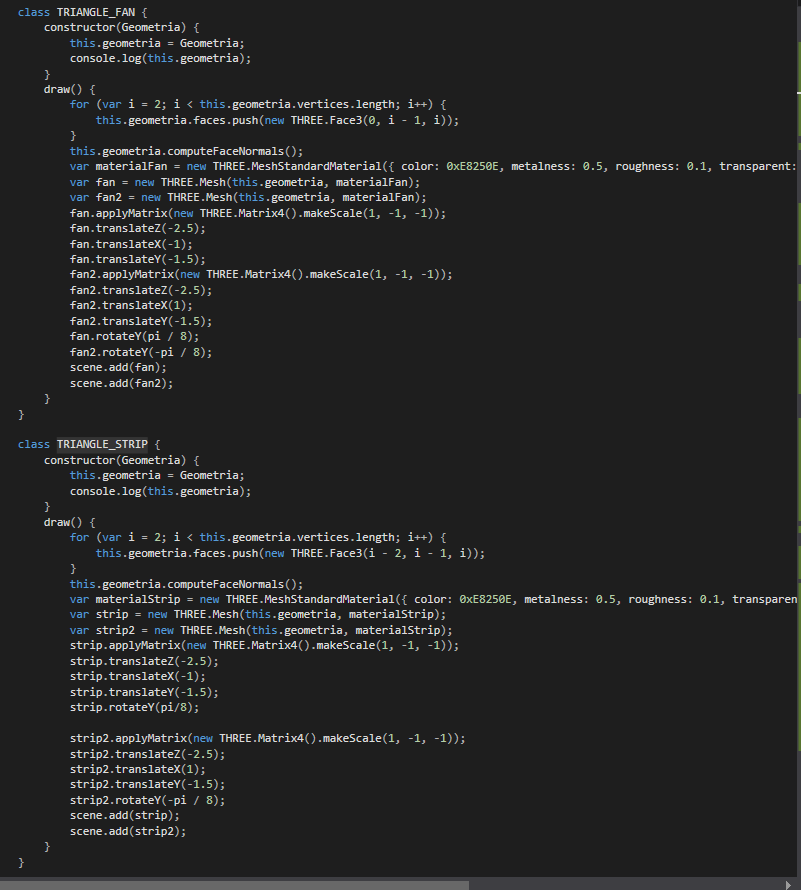 class TRIANGLE_FAN {
    constructor(Geometria) {
        this.geometria = Geometria;
        console.log(this.geometria);
    }
    draw() {
        for (var i = 2; i < this.geometria.vertices.length; i++) {
            this.geometria.faces.push(new THREE.Face3(0, i - 1, i));
        }
        this.geometria.computeFaceNormals();
        var materialFan = new THREE.MeshStandardMaterial({ color: 0xE8250E, metalness: 0.5, roughness: 0.1, transparent:
        var fan = new THREE.Mesh(this.geometria, materialFan);
        var fan2 = new THREE.Mesh(this.geometria, materialFan);
        fan.applyMatrix(new THREE.Matrix4().makeScale(1, -1, -1));
        fan.translateZ(-2.5);
        fan.translateX(-1);
        fan.translateY(-1.5);
        fan2.applyMatrix(new THREE.Matrix4().makeScale(1, -1, -1));
        fan2.translateZ(-2.5);
        fan2.translateX(1);
        fan2.translateY(-1.5);
        fan.rotateY(pi / 8);
        fan2.rotateY(-pi / 8);
        scene.add(fan);
        scene.add(fan2);
    }
}

class TRIANGLE_STRIP {
    constructor(Geometria) {
        this.geometria = Geometria;
        console.log(this.geometria);
    }
    draw() {
        for (var i = 2; i < this.geometria.vertices.length; i++) {
            this.geometria.faces.push(new THREE.Face3(i - 2, i - 1, i));
        }
        this.geometria.computeFaceNormals();
        var materialStrip = new THREE.MeshStandardMaterial({ color: 0xE8250E, metalness: 0.5, roughness: 0.1, transparen
        var strip = new THREE.Mesh(this.geometria, materialStrip);
        var strip2 = new THREE.Mesh(this.geometria, materialStrip);
        strip.applyMatrix(new THREE.Matrix4().makeScale(1, -1, -1));
        strip.translateZ(-2.5);
        strip.translateX(-1);
        strip.translateY(-1.5);
        strip.rotateY(pi/8);

        strip2.applyMatrix(new THREE.Matrix4().makeScale(1, -1, -1));
        strip2.translateZ(-2.5);
        strip2.translateX(1);
        strip2.translateY(-1.5);
        strip2.rotateY(-pi / 8);
        scene.add(strip);
        scene.add(strip2);
    }
}